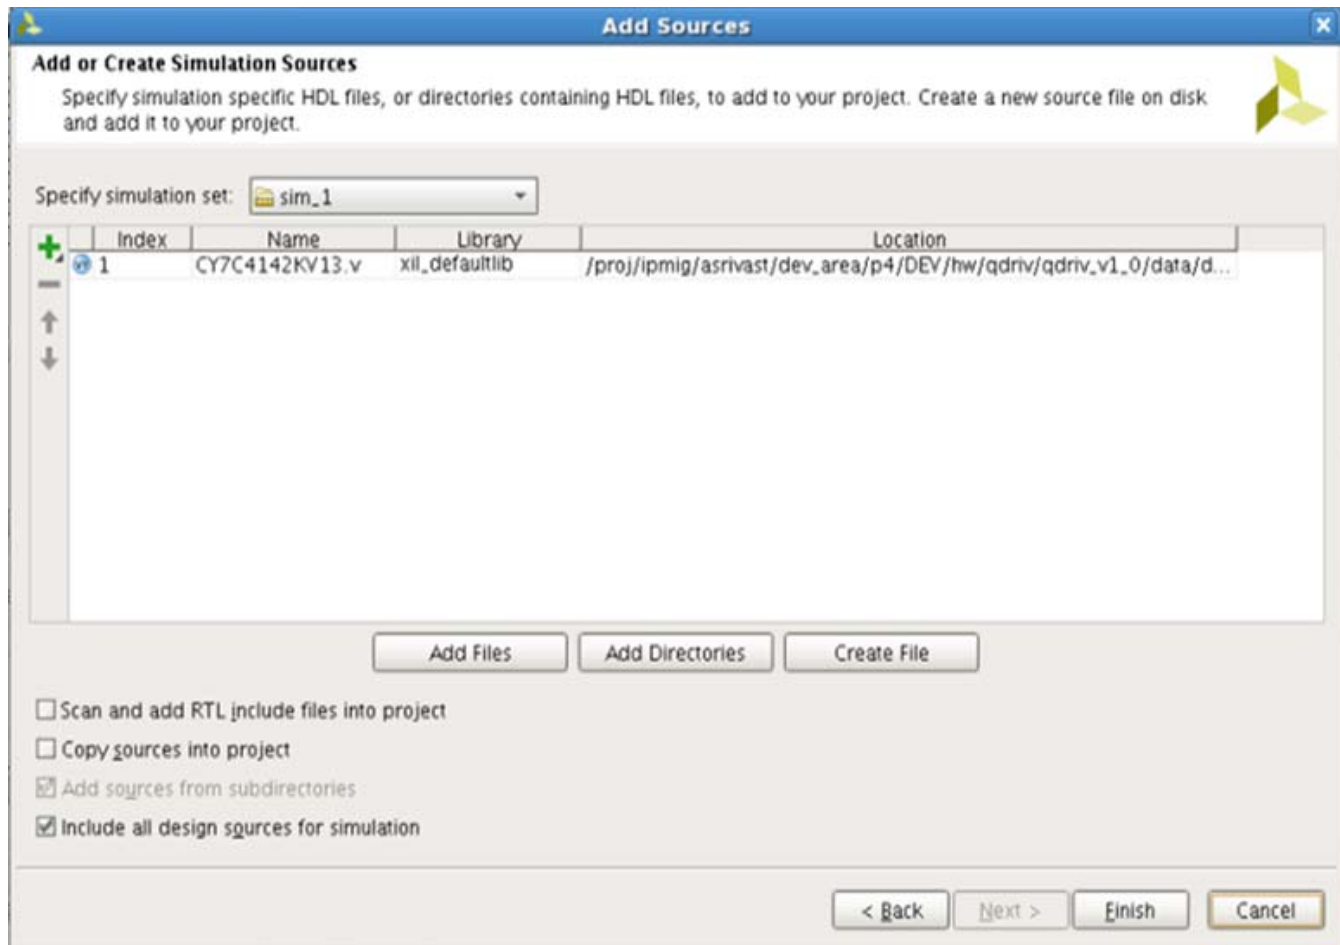 Add Sources
Add or Create Simulation Sources
Specify simulation specific HDL files, or directories containing HDL files, to add to your project. Create a new source file on disk
and add it to your project.
Specify simulation set: sim_1
Index Name Library Location
1 CY7C4142KV13.v xil_defaultlib /proj/ipmig/asrivast/dev_area/p4/DEV/hw/qdriv/qdriv_v1_0/data/d...
Add Files Add Directories Create File
Scan and add RTL include files into project
Copy sources into project
Add sources from subdirectories
Include all design sources for simulation
< Back Next > Finish Cancel